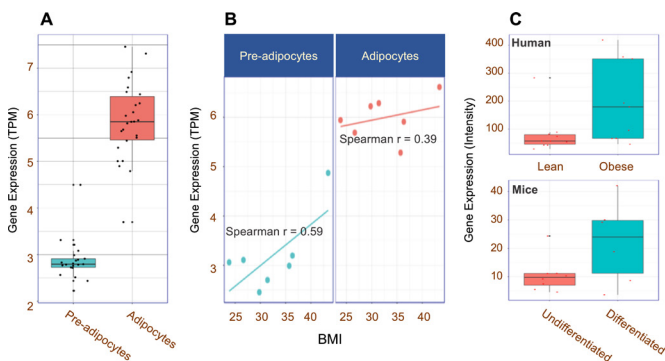 A
Gene Expression (TPM)
7
6
5
4
3
2
Pre-adipocytes
Adipocytes
B
Pre-adipocytes
Adipocytes
Gene Expression (TPM)
6
5
4
3
Spearman r = 0.59
Spearman r = 0.39
25
30
35
40
25
30
35
40
BMI
C
Gene Expression (Intensity)
Human
400
300
200
100
Lean
Obese
Mice
40
30
20
10
Undifferentiated
Differentiated